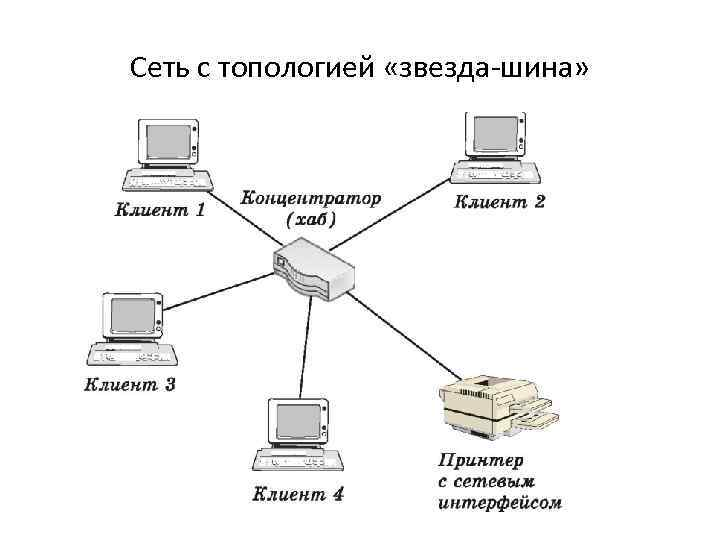 Сеть с топологией «звезда-шина»
Клиент 1
Концентратор
(хаб)
Клиент 2
Клиент 3
Клиент 4
Принтер
с сетевым
интерфейсом